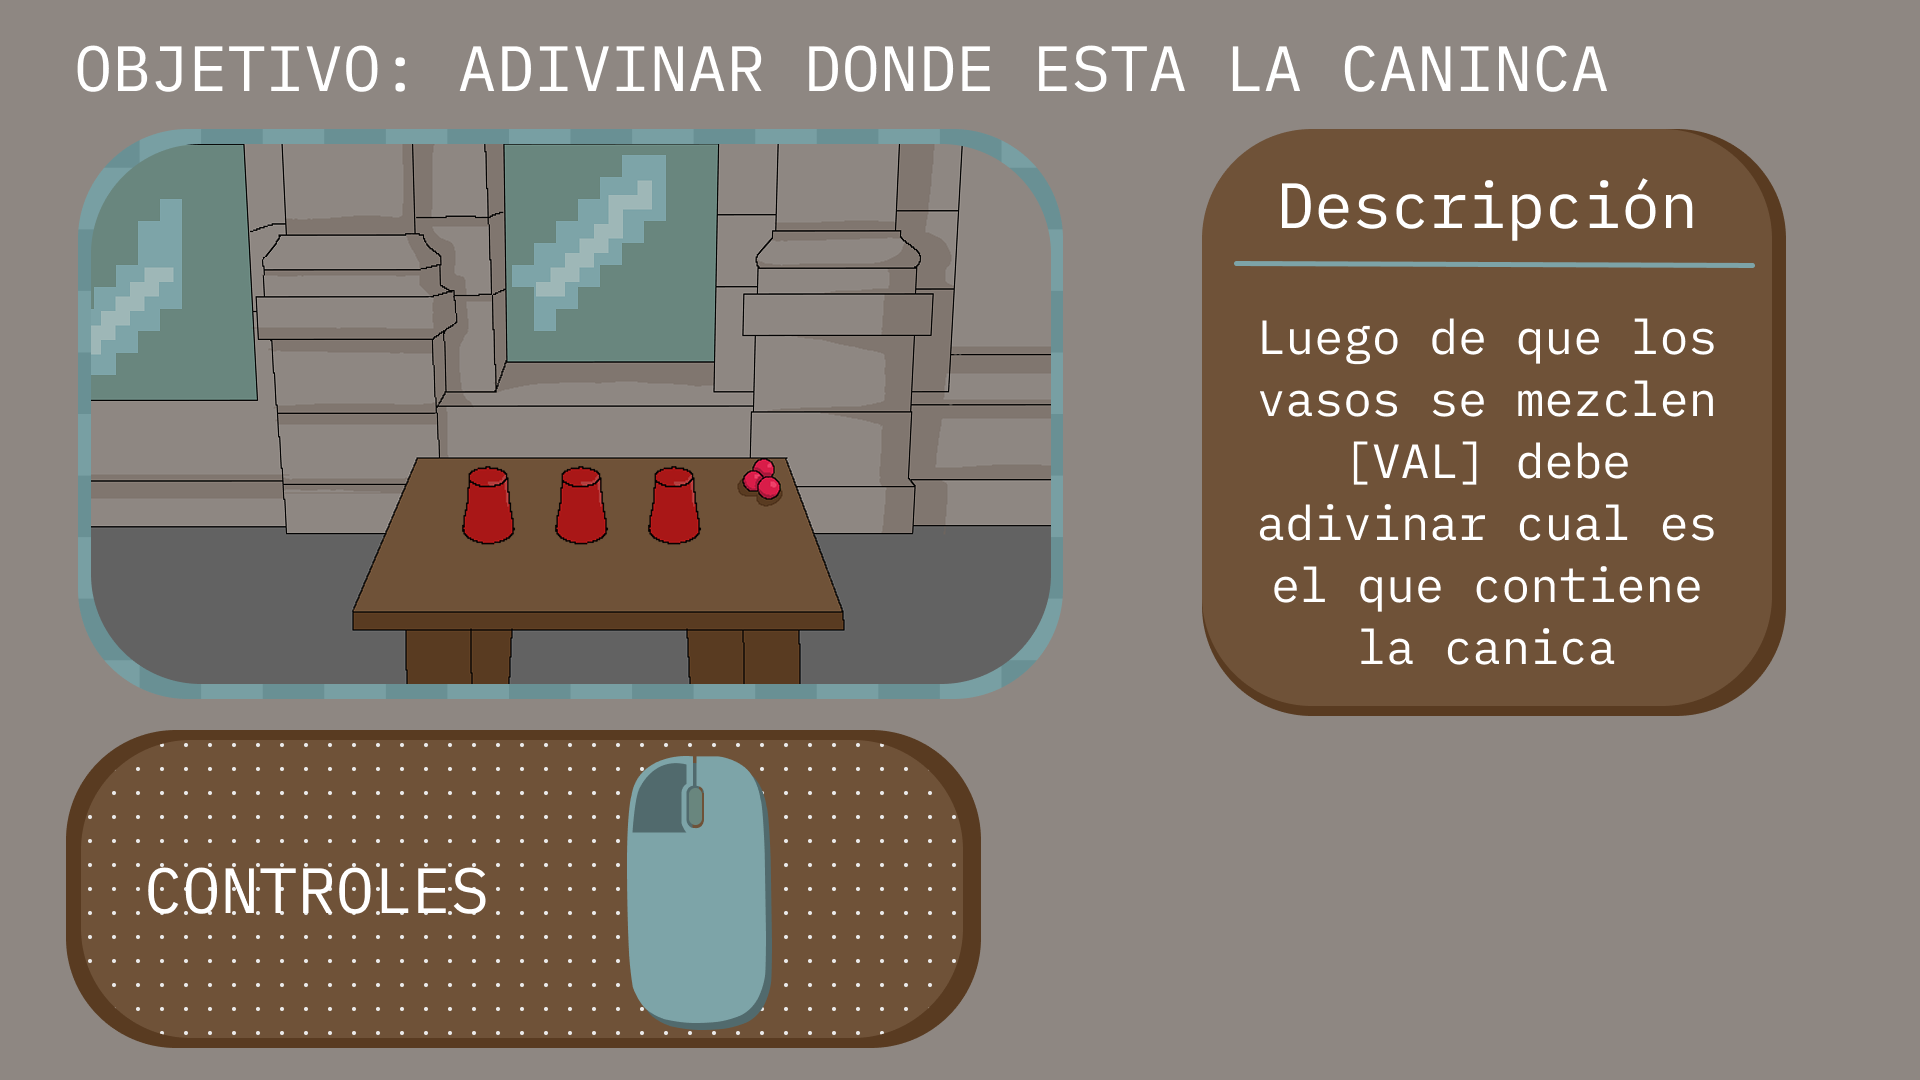 OBJETIVO: ADIVINAR DONDE ESTA LA CANINCA
Descripción
Luego de que los
vasos se mezclen
[VAL] debe
adivinar cual es
el que contiene
la canica
CONTROLES